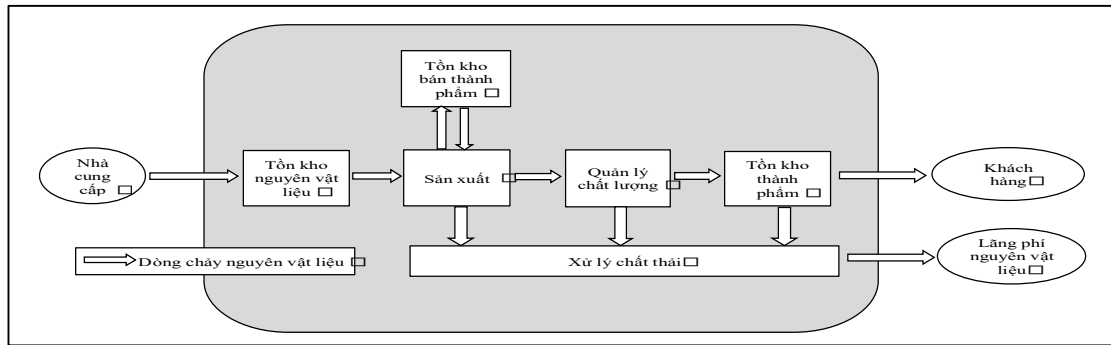 Tồn kho
bán thành
phẩm
Nhà
cung
cấp
Tồn kho
nguyên vật
liệu
Sản xuất
Quản lý
chất lượng
Tồn kho
thành
phẩm
Khách
hàng
Dòng chảy nguyên vật liệu
Xử lý chất thải
Lãng phí
nguyên vật
liệu